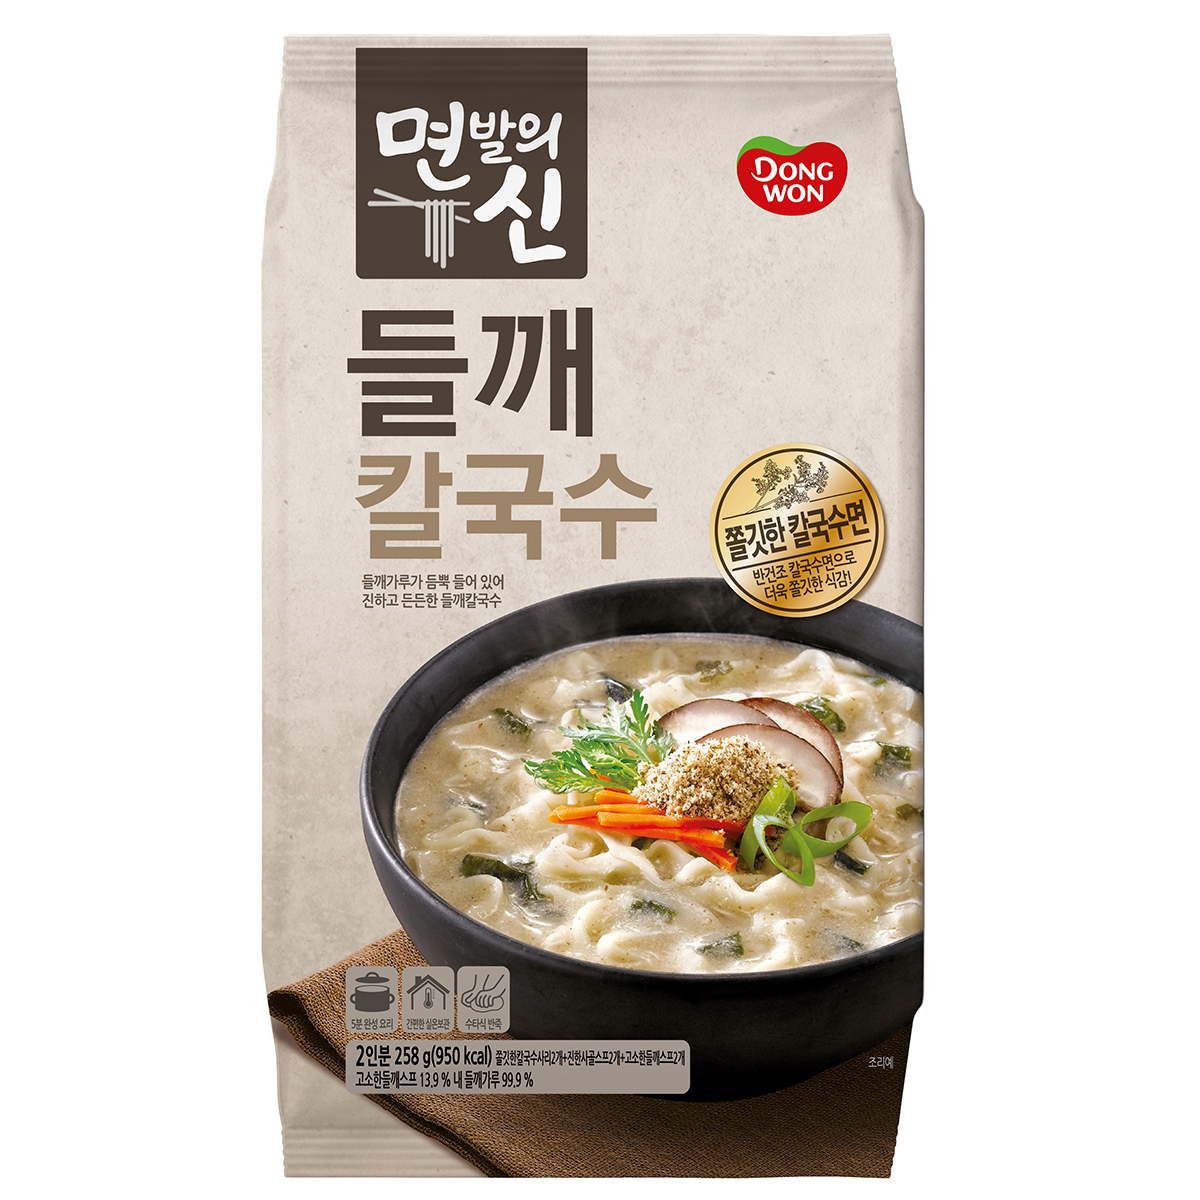 면발의
신
DONG
WON
들깨
칼국수
들깨가루가 듬뿍 들어 있어
진하고 든든한 들깨칼국수
쫄깃한 칼국수면
반건조 칼국수면으로
더욱 쫄깃한 식감!
5분 완성 요리
간편한 실온보관
수타식 반죽
2인분 258 g(950 kcal) 쫄깃한칼국수사리2개+진한사골스프2개+고소한들깨스프2개
고소한들깨스프 13.9 % 내 들깨가루 99.9 %
조리예